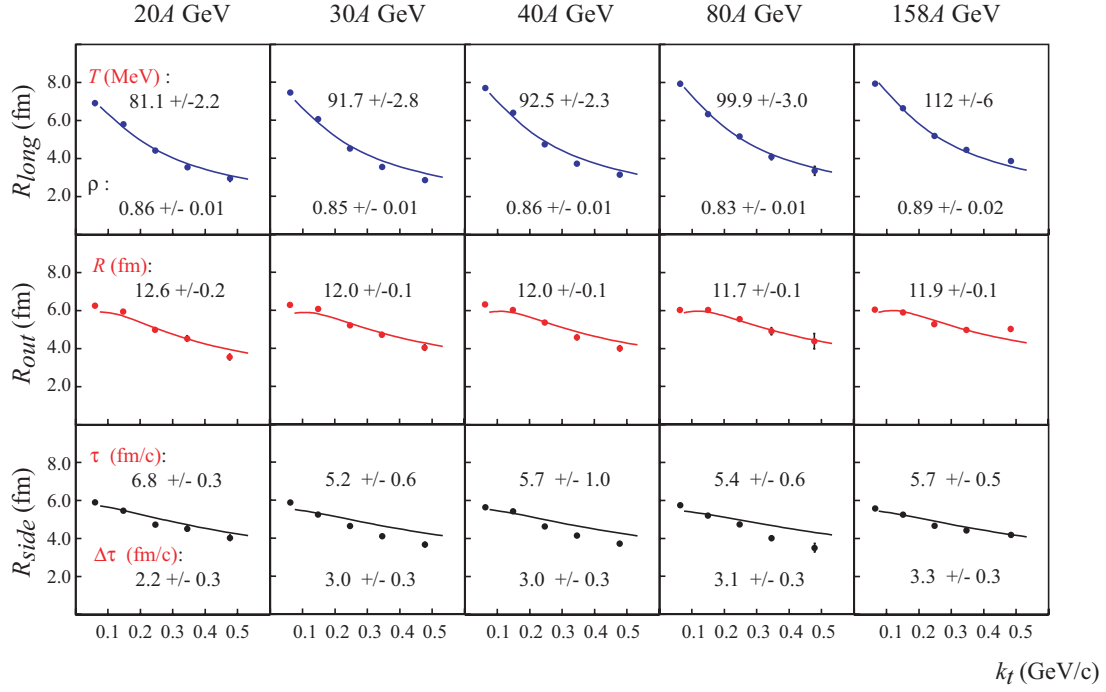 20A GeV 30A GeV 40A GeV 80A GeV 158A GeV
R_long (fm)
8.0
6.0
4.0
2.0
T (MeV) :
81.1 +/-2.2 91.7 +/-2.8 92.5 +/-2.3 99.9 +/-3.0 112 +/-6
ρ :
0.86 +/- 0.01 0.85 +/- 0.01 0.86 +/- 0.01 0.83 +/- 0.01 0.89 +/- 0.02
R_out (fm)
8.0
6.0
4.0
2.0
R (fm):
12.6 +/-0.2 12.0 +/-0.1 12.0 +/-0.1 11.7 +/-0.1 11.9 +/-0.1
R_side (fm)
8.0
6.0
4.0
2.0
τ (fm/c):
6.8 +/- 0.3 5.2 +/- 0.6 5.7 +/- 1.0 5.4 +/- 0.6 5.7 +/- 0.5
Δτ (fm/c):
2.2 +/- 0.3 3.0 +/- 0.3 3.0 +/- 0.3 3.1 +/- 0.3 3.3 +/- 0.3
0.1 0.2 0.3 0.4 0.5 0.1 0.2 0.3 0.4 0.5 0.1 0.2 0.3 0.4 0.5 0.1 0.2 0.3 0.4 0.5 0.1 0.2 0.3 0.4 0.5
k_t (GeV/c)